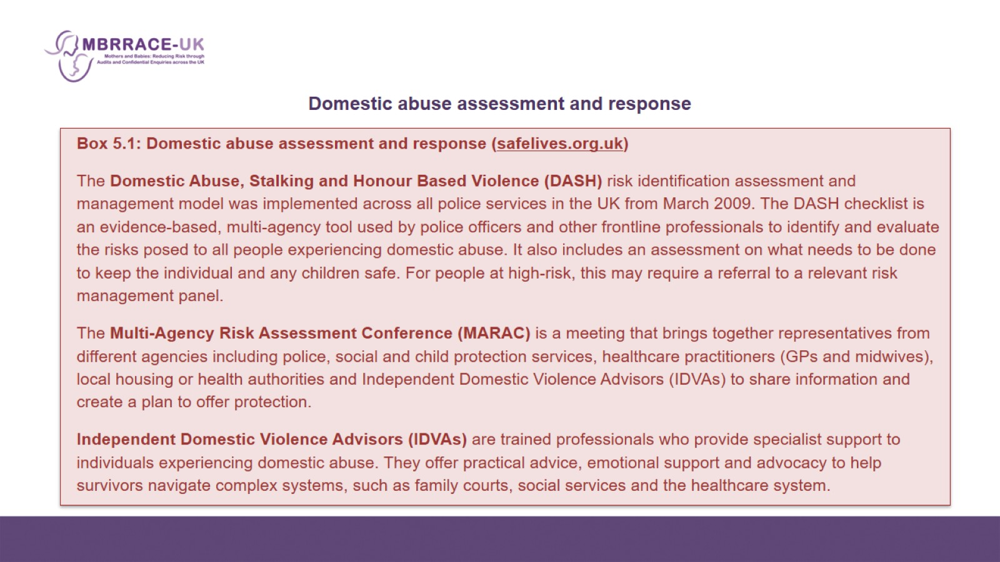 MBRRACE-UK
Mothers and Babies: Reducing Risk through
Audits and Confidential Enquiries across the UK
Domestic abuse assessment and response
Box 5.1: Domestic abuse assessment and response (safelives.org.uk)
The Domestic Abuse, Stalking and Honour Based Violence (DASH) risk identification assessment and
management model was implemented across all police services in the UK from March 2009. The DASH checklist is
an evidence-based, multi-agency tool used by police officers and other frontline professionals to identify and evaluate
the risks posed to all people experiencing domestic abuse. It also includes an assessment on what needs to be done
to keep the individual and any children safe. For people at high-risk, this may require a referral to a relevant risk
management panel.
The Multi-Agency Risk Assessment Conference (MARAC) is a meeting that brings together representatives from
different agencies including police, social and child protection services, healthcare practitioners (GPs and midwives),
local housing or health authorities and Independent Domestic Violence Advisors (IDVAs) to share information and
create a plan to offer protection.
Independent Domestic Violence Advisors (IDVAs) are trained professionals who provide specialist support to
individuals experiencing domestic abuse. They offer practical advice, emotional support and advocacy to help
survivors navigate complex systems, such as family courts, social services and the healthcare system.